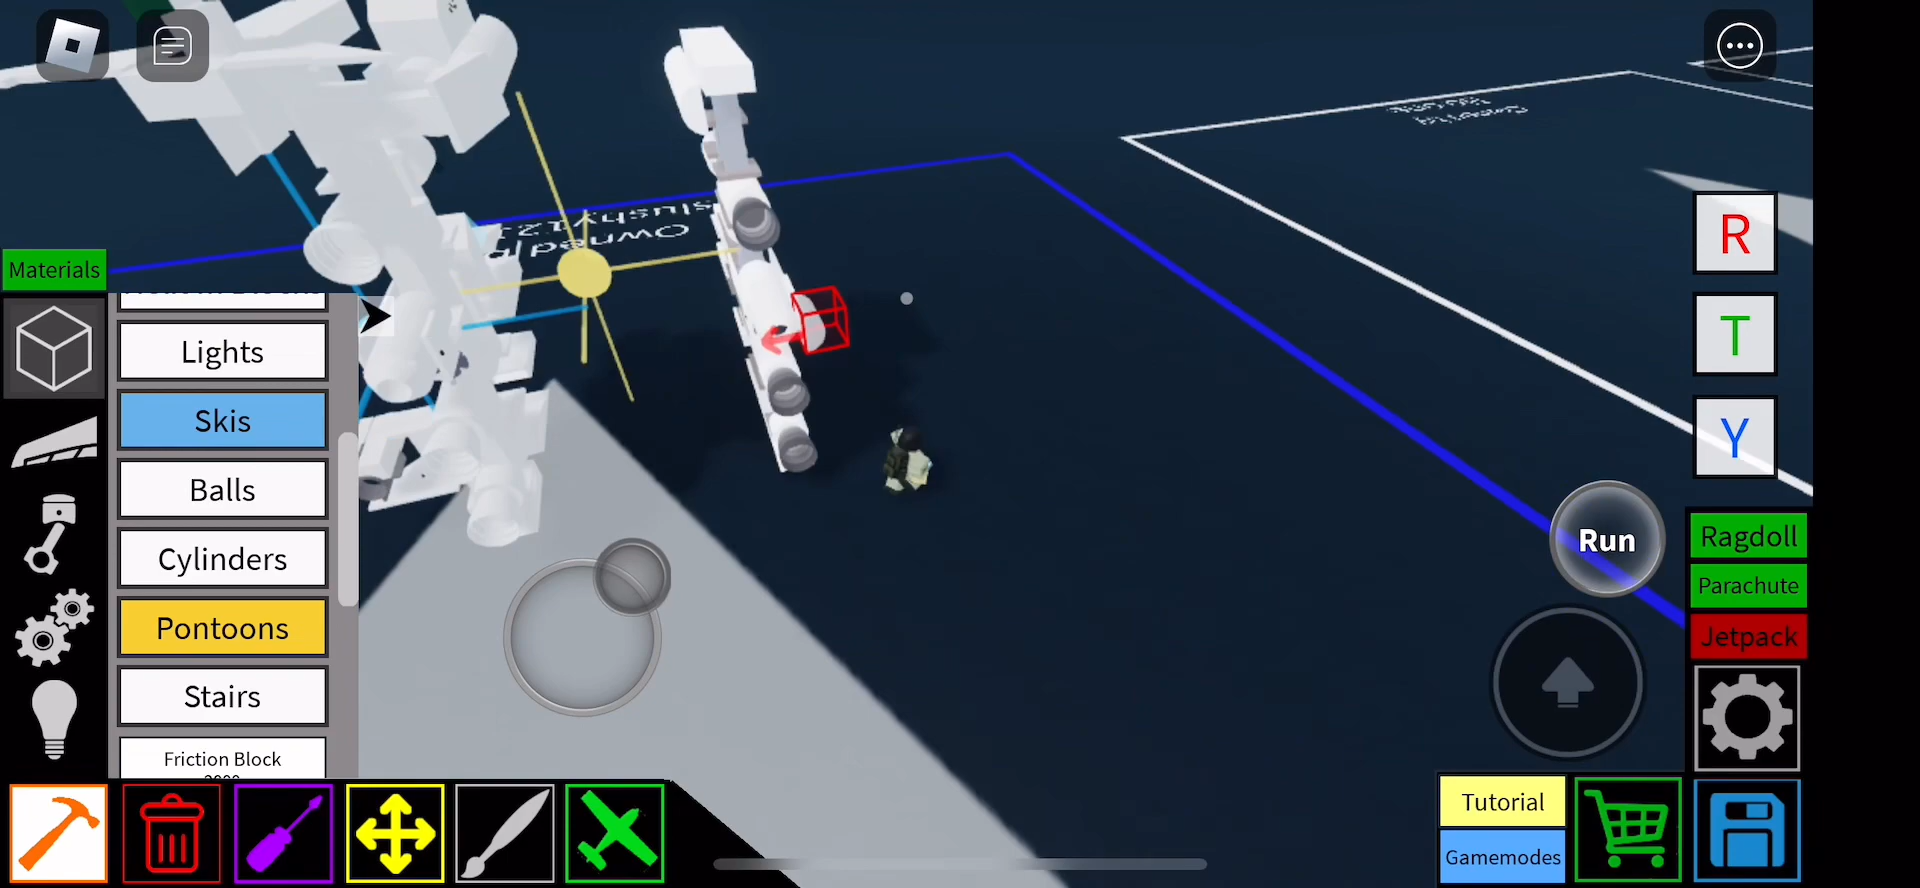 Materials
Lights
Skis
Balls
Cylinders
Pontoons
Stairs
Friction Block
R
T
Y
Run
Ragdoll
Parachute
Jetpack
Tutorial
Gamemodes